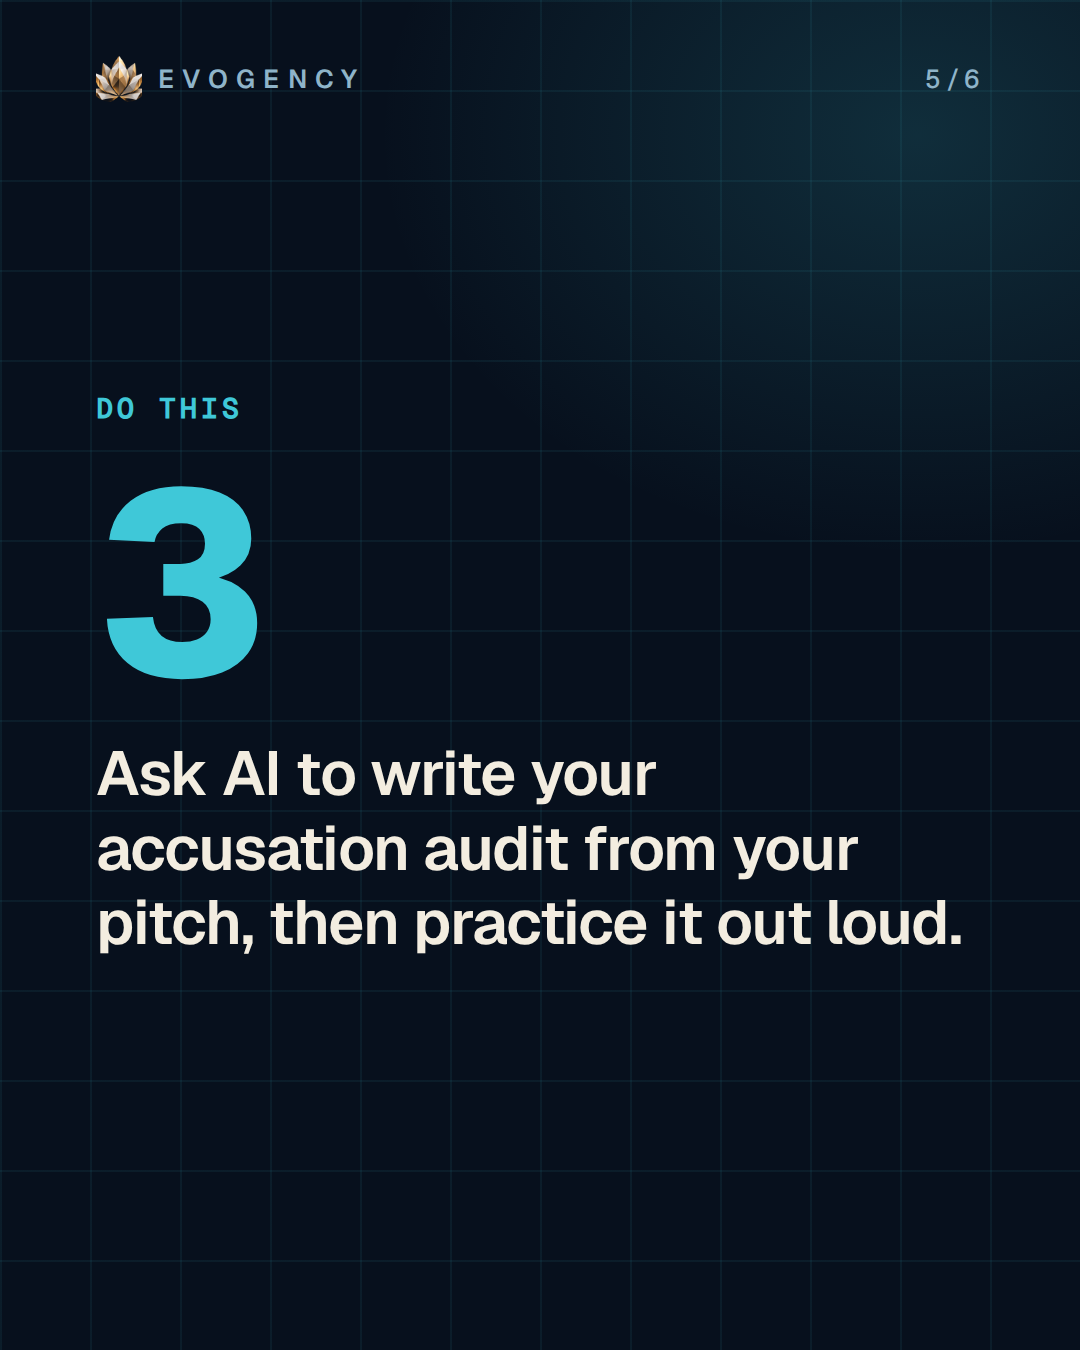 EVOGENCY
5/6
DO THIS
3
Ask AI to write your
accusation audit from your
pitch, then practice it out loud.